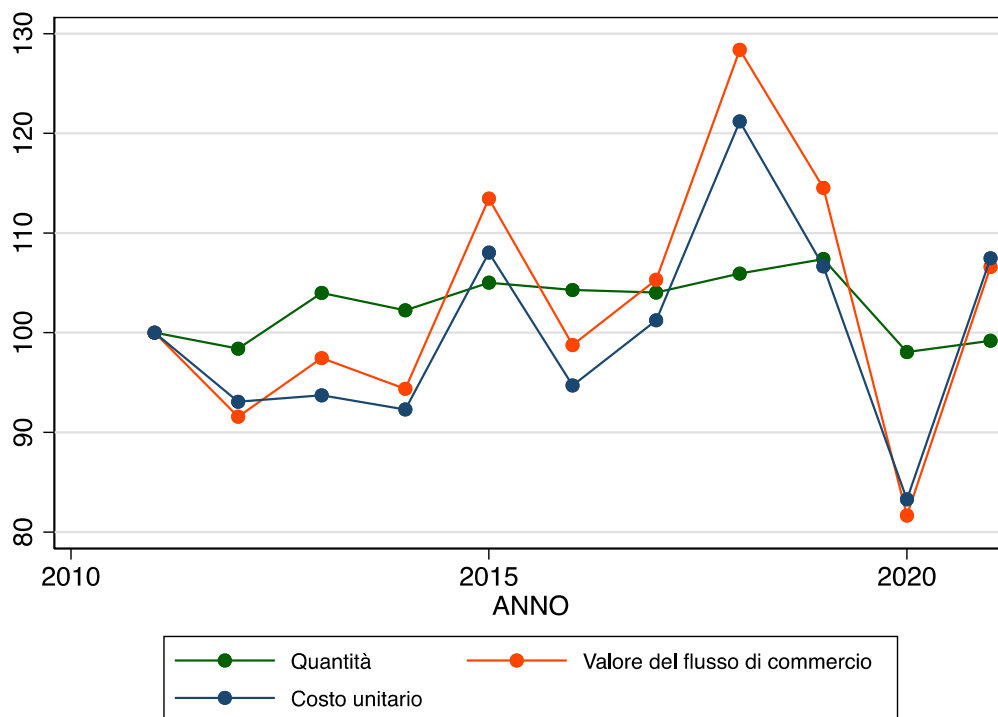 130
120
110
100
90
80
2010 2015 2020
ANNO
Quantità Valore del flusso di commercio
Costo unitario